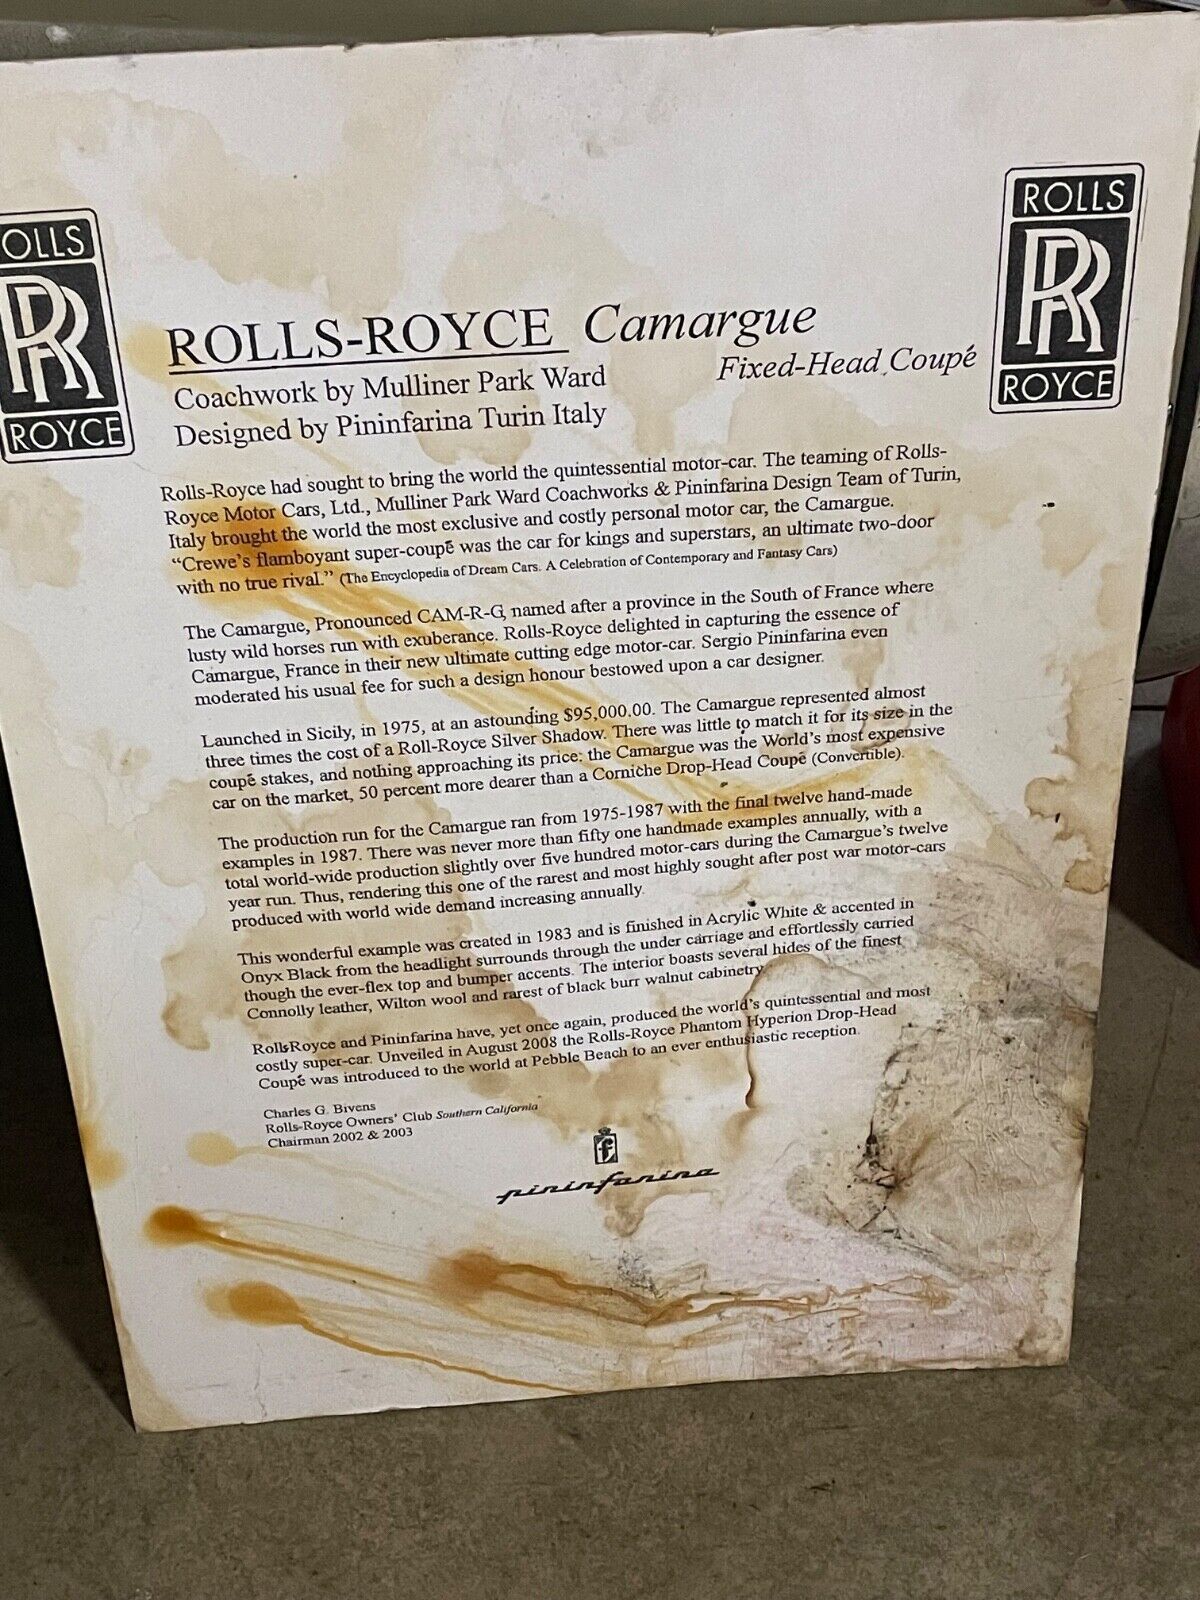 OLLS
RR
ROYCE
ROLLS
RR
ROYCE
ROLLS-ROYCE Camargue
Fixed-Head Coupé
Coachwork by Mulliner Park Ward
Designed by Pininfarina Turin Italy
Rolls-Royce had sought to bring the world the quintessential motor-car. The teaming of Rolls-
Royce Motor Cars, Ltd., Mulliner Park Ward Coachworks & Pininfarina Design Team of Turin,
Italy brought the world the most exclusive and costly personal motor car, the Camargue.
“Crewe’s flamboyant super-coupé was the car for kings and superstars, an ultimate two-door
with no true rival.” (The Encyclopedia of Dream Cars. A Celebration of Contemporary and Fantasy Cars)
The Camargue, Pronounced CAM-R-G, named after a province in the South of France where
lusty wild horses run with exuberance. Rolls-Royce delighted in capturing the essence of
Camargue, France in their new ultimate cutting edge motor-car. Sergio Pininfarina even
moderated his usual fee for such a design honour bestowed upon a car designer.
Launched in Sicily, in 1975, at an astounding $95,000.00. The Camargue represented almost
three times the cost of a Roll-Royce Silver Shadow. There was little to match it for its size in the
coupé stakes, and nothing approaching its price: the Camargue was the World’s most expensive
car on the market, 50 percent more dearer than a Corniche Drop-Head Coupé (Convertible).
The production run for the Camargue ran from 1975-1987 with the final twelve hand-made
examples in 1987. There was never more than fifty one handmade examples annually, with a
total world-wide production slightly over five hundred motor-cars during the Camargue’s twelve
year run. Thus, rendering this one of the rarest and most highly sought after post war motor-cars
produced with world wide demand increasing annually.
This wonderful example was created in 1983 and is finished in Acrylic White & accented in
Onyx Black from the headlight surrounds through the under carriage and effortlessly carried
though the ever-flex top and bumper accents. The interior boasts several hides of the finest
Connolly leather, Wilton wool and rarest of black burr walnut cabinetry.
RollsRoyce and Pininfarina have, yet once again, produced the world’s quintessential and most
costly super-car. Unveiled in August 2008 the Rolls-Royce Phantom Hyperion Drop-Head
Coupé was introduced to the world at Pebble Beach to an ever enthusiastic reception.
Charles G. Bivens
Rolls-Royce Owners’ Club Southern California
Chairman 2002 & 2003
f
pininfarina